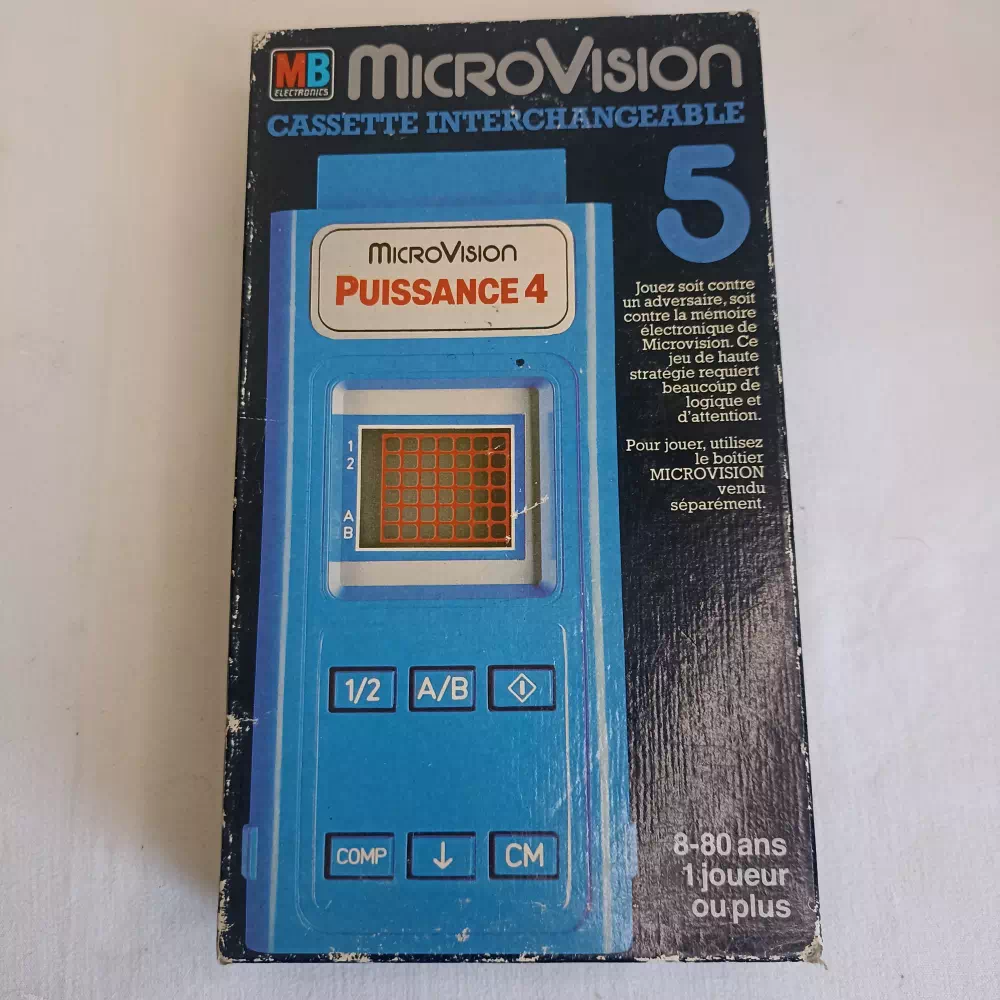 MB
ELECTRONICS
MICROVISION
CASSETTE INTERCHANGEABLE
5
MICROVISION
PUISSANCE 4
Jouez soit contre
un adversaire, soit
contre la mémoire
électronique de
Microvision. Ce
jeu de haute
stratégie requiert
beaucoup de
logique et
d'attention.
Pour jouer, utilisez
le boîtier
MICROVISION
vendu
séparément.
1
2
A
B
1/2 A/B
COMP ↓ CM
8-80 ans
1 joueur
ou plus